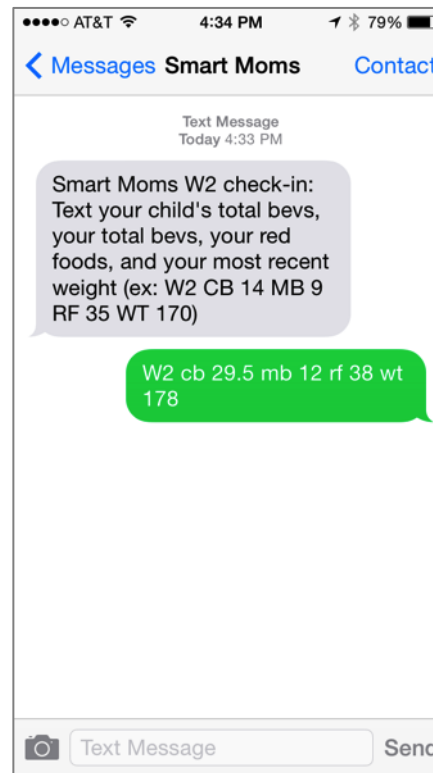 AT&T 4:34 PM 79%
Messages Smart Moms Contact
Text Message
Today 4:33 PM
Smart Moms W2 check-in:
Text your child's total bevs,
your total bevs, your red
foods, and your most recent
weight (ex: W2 CB 14 MB 9
RF 35 WT 170)
W2 cb 29.5 mb 12 rf 38 wt
178
Text Message Send